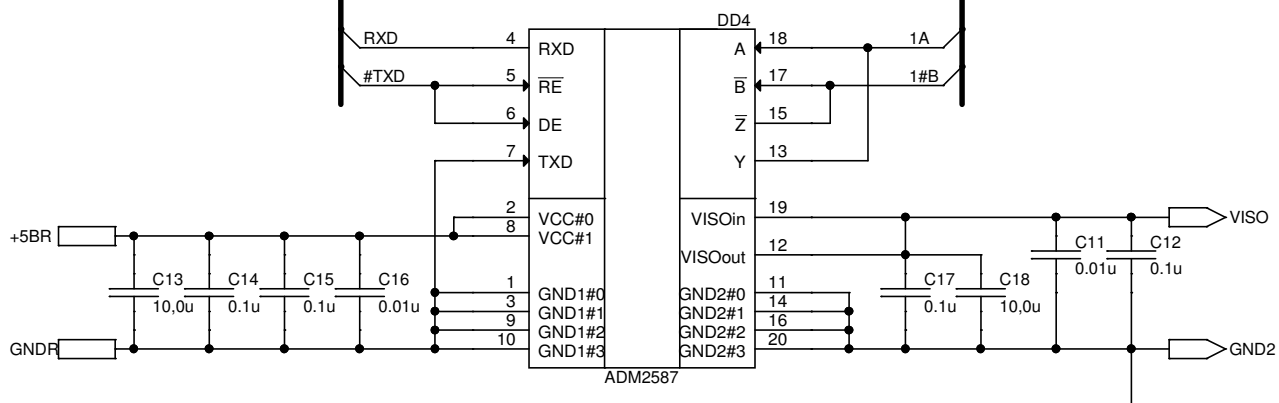 DD4
RXD 4 RXD A 18 1A
#TXD 5 RE B 17 1#B
6 DE Z 15
7 TXD Y 13
2 VCC#0 VISOin 19 VISO
+5BR 8 VCC#1
VISOout 12
C11 0.01u
C12 0.1u
C13 10,0u
C14 0.1u
C15 0.1u
C16 0.01u
1 GND1#0 GND2#0 11
C17 0.1u
C18 10,0u
3 GND1#1 GND2#1 14
9 GND1#2 GND2#2 16
GNDR 10 GND1#3 GND2#3 20 GND2
ADM2587